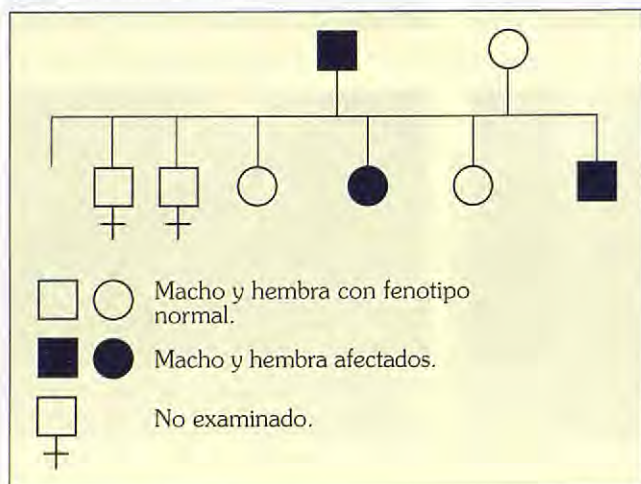 Macho y hembra con fenotipo
normal.
Macho y hembra afectados.
No examinado.